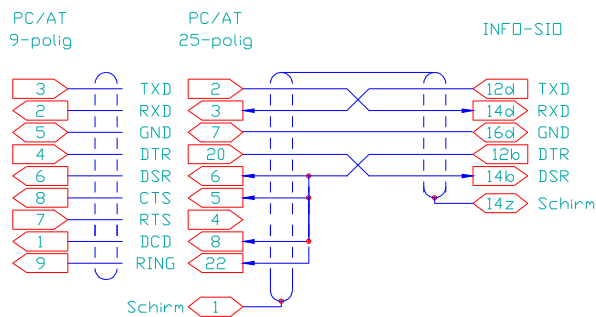 PC/AT PC/AT
9-polig 25-polig INFO-SIO
3 TXD 2 12d TXD
2 RXD 3 14d RXD
5 GND 7 16d GND
4 DTR 20 12b DTR
6 DSR 6 14b DSR
8 CTS 5 14z Schirm
7 RTS 4
1 DCD 8
9 RING 22
Schirm 1